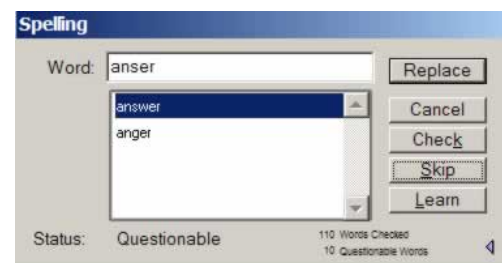 Spelling
Word: anser
Replace
answer
anger
Cancel
Check
Skip
Learn
Status: Questionable
110 Words Checked
10 Questionable Words